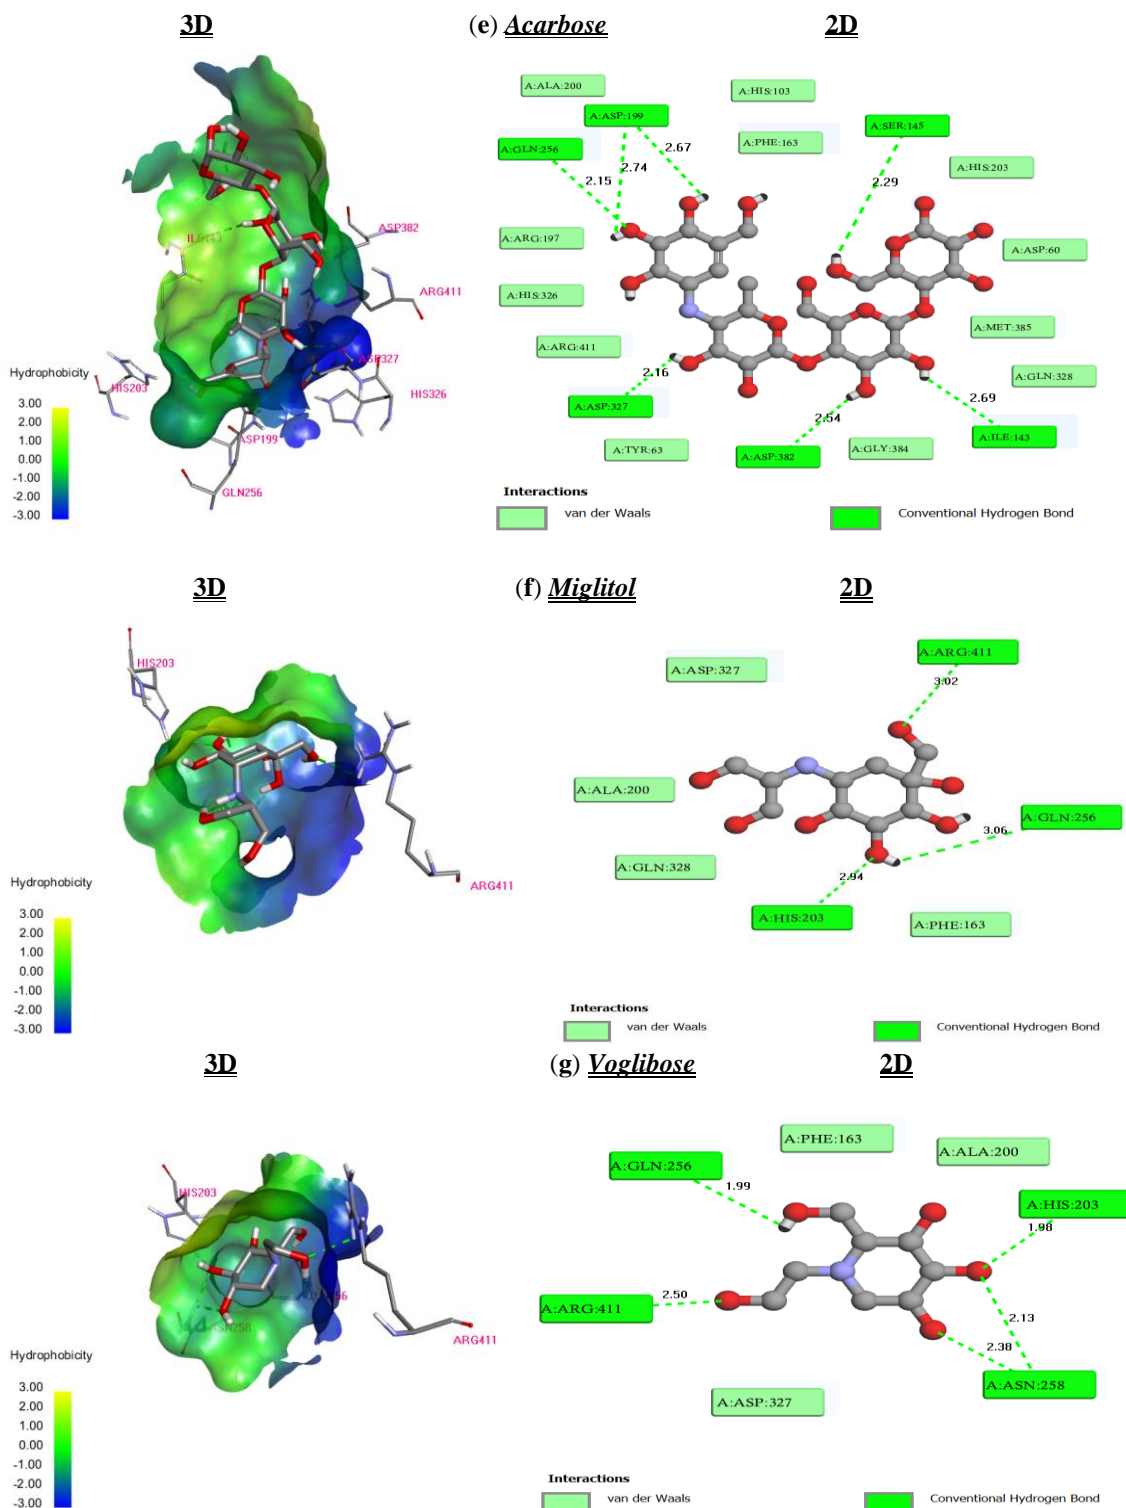 3D
(e) Acarbose
2D
A:ALA:200
A:HIS:103
A:ASP:199
A:SER:145
A:GLN:256
A:PHE:163
2.67
2.74
2.15
2.29
A:HIS:203
A:ARG:197
A:ASP:60
A:HIS:326
A:MET:385
A:ARG:411
2.16
A:GLN:328
A:ASP:327
2.69
2.54
A:ILE:143
A:TYR:63
A:ASP:382
A:GLY:384
ASP382
ARG411
ASP327
HIS326
HIS203
ASP199
GLN256
Hydrophobicity
3.00
2.00
1.00
0.00
-1.00
-2.00
-3.00
Interactions
van der Waals
Conventional Hydrogen Bond
3D
(f) Miglitol
2D
HIS203
ARG411
Hydrophobicity
3.00
2.00
1.00
0.00
-1.00
-2.00
-3.00
A:ARG:411
A:ASP:327
3.02
A:ALA:200
A:GLN:256
3.06
A:GLN:328
2.94
A:HIS:203
A:PHE:163
Interactions
van der Waals
Conventional Hydrogen Bond
3D
(g) Voglibose
2D
HIS203
ARG411
Hydrophobicity
3.00
2.00
1.00
0.00
-1.00
-2.00
-3.00
A:PHE:163
A:ALA:200
A:GLN:256
1.99
A:HIS:203
1.98
A:ARG:411
2.50
2.13
2.38
A:ASN:258
A:ASP:327
Interactions
van der Waals
Conventional Hydrogen Bond